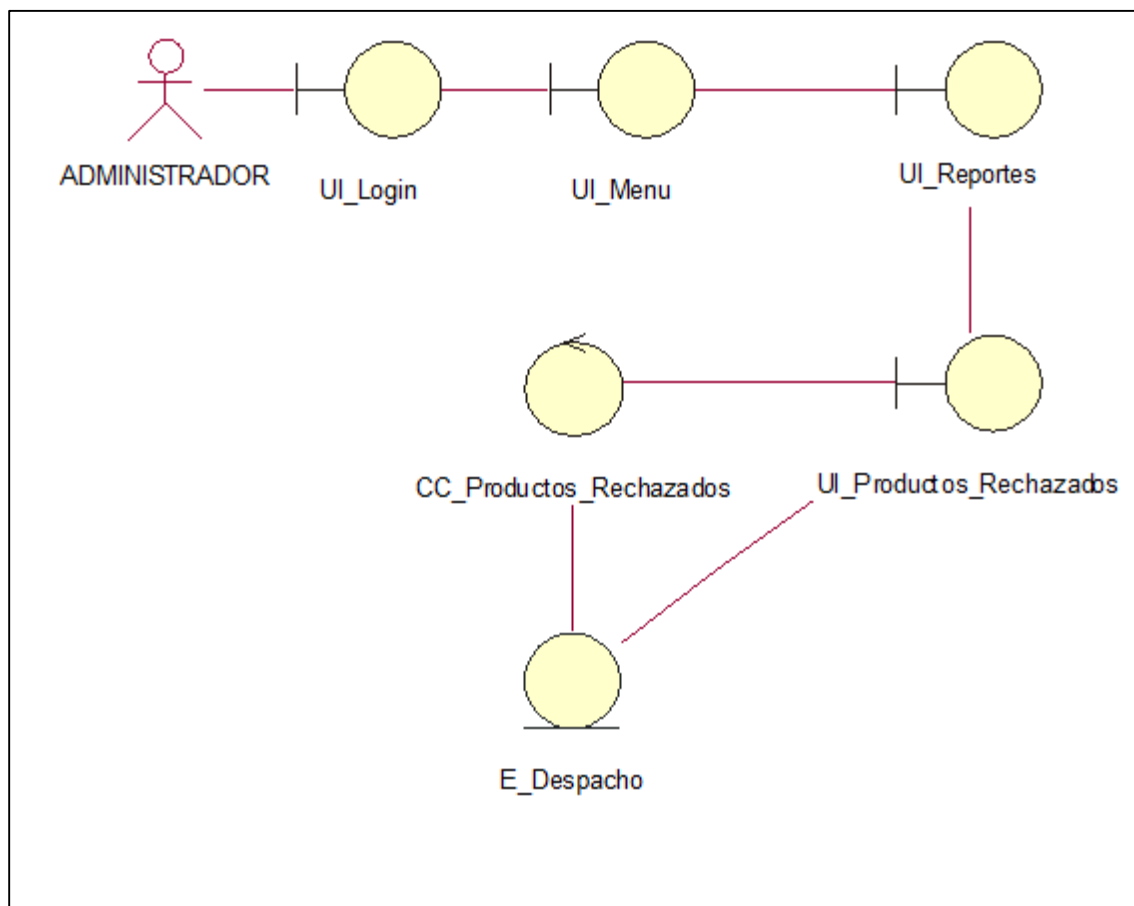 ADMINISTRADOR
UI_Login
UI_Menu
UI_Reportes
CC_Productos_Rechazados
UI_Productos_Rechazados
E_Despacho